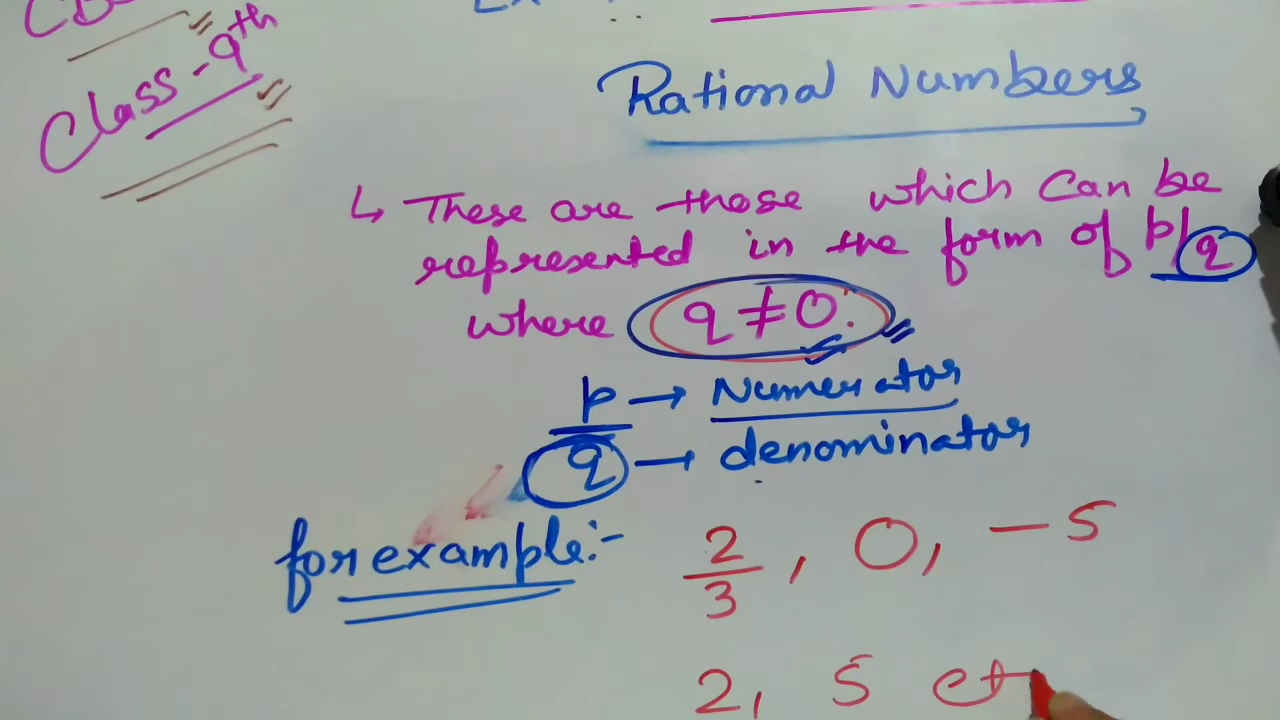 Class-9th
Rational Numbers
↳ These are those which can be
represented in the form of p/q
where q ≠ 0.
p → Numerator
q → denominator
for example:-
2/3, 0, -5
2, 5 et